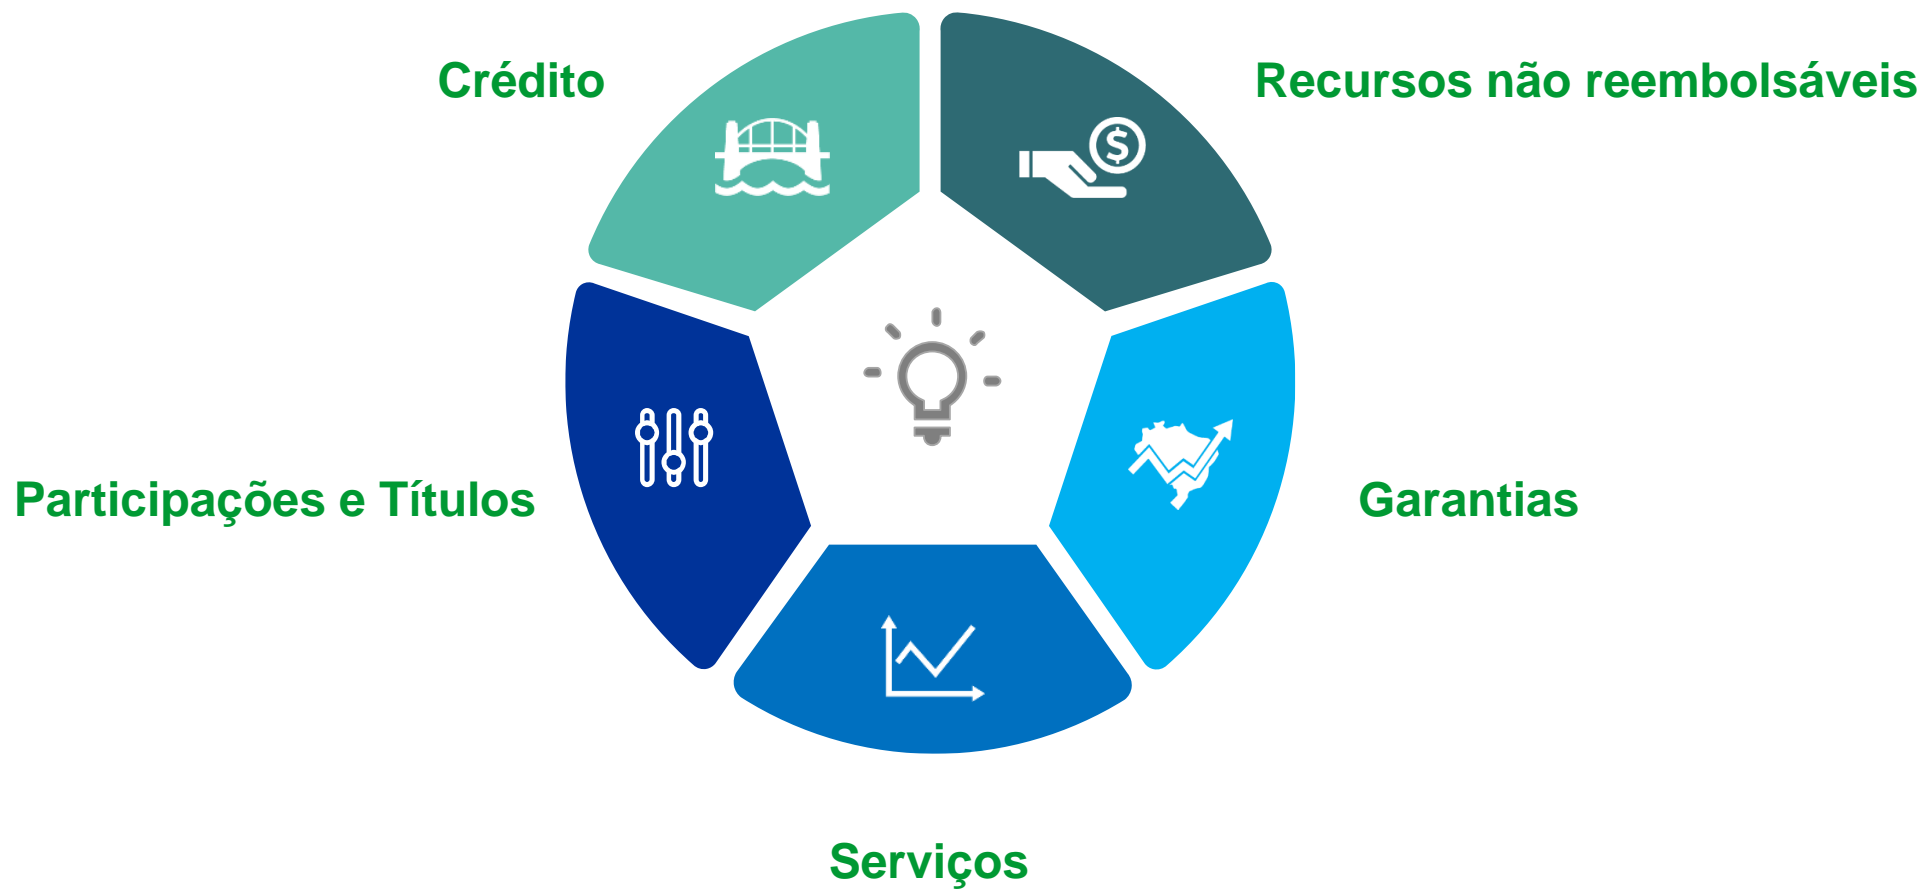 Crédito
Recursos não reembolsáveis
Participações e Títulos
Garantias
Serviços
$